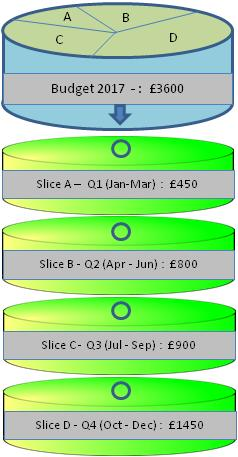 A B
C D
Budget 2017 -: £3600
Slice A – Q1 (Jan-Mar) : £450
Slice B - Q2 (Apr - Jun) : £800
Slice C- Q3 (Jul - Sep) : £900
Slice D - Q4 (Oct - Dec) : £1450